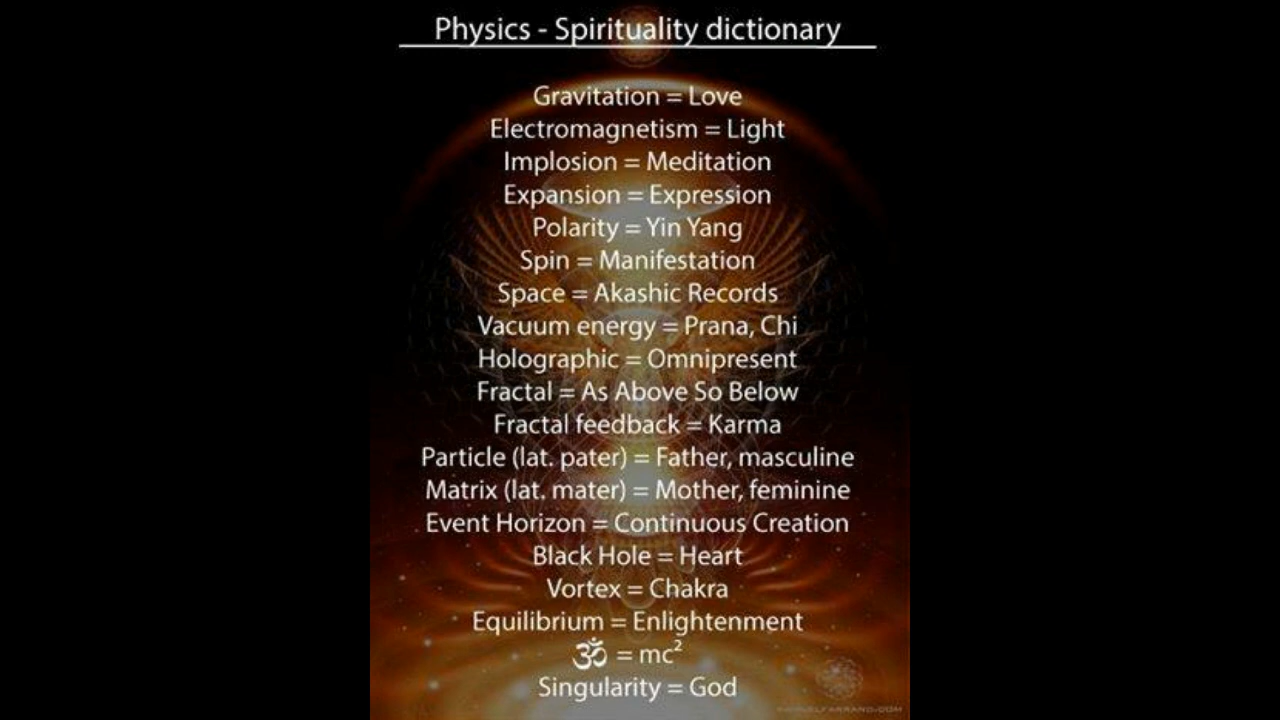 Physics - Spirituality dictionary
Gravitation = Love
Electromagnetism = Light
Implosion = Meditation
Expansion = Expression
Polarity = Yin Yang
Spin = Manifestation
Space = Akashic Records
Vacuum energy = Prana, Chi
Holographic = Omnipresent
Fractal = As Above So Below
Fractal feedback = Karma
Particle (lat. pater) = Father, masculine
Matrix (lat. mater) = Mother, feminine
Event Horizon = Continuous Creation
Black Hole = Heart
Vortex = Chakra
Equilibrium = Enlightenment
ॐ = mc²
Singularity = God